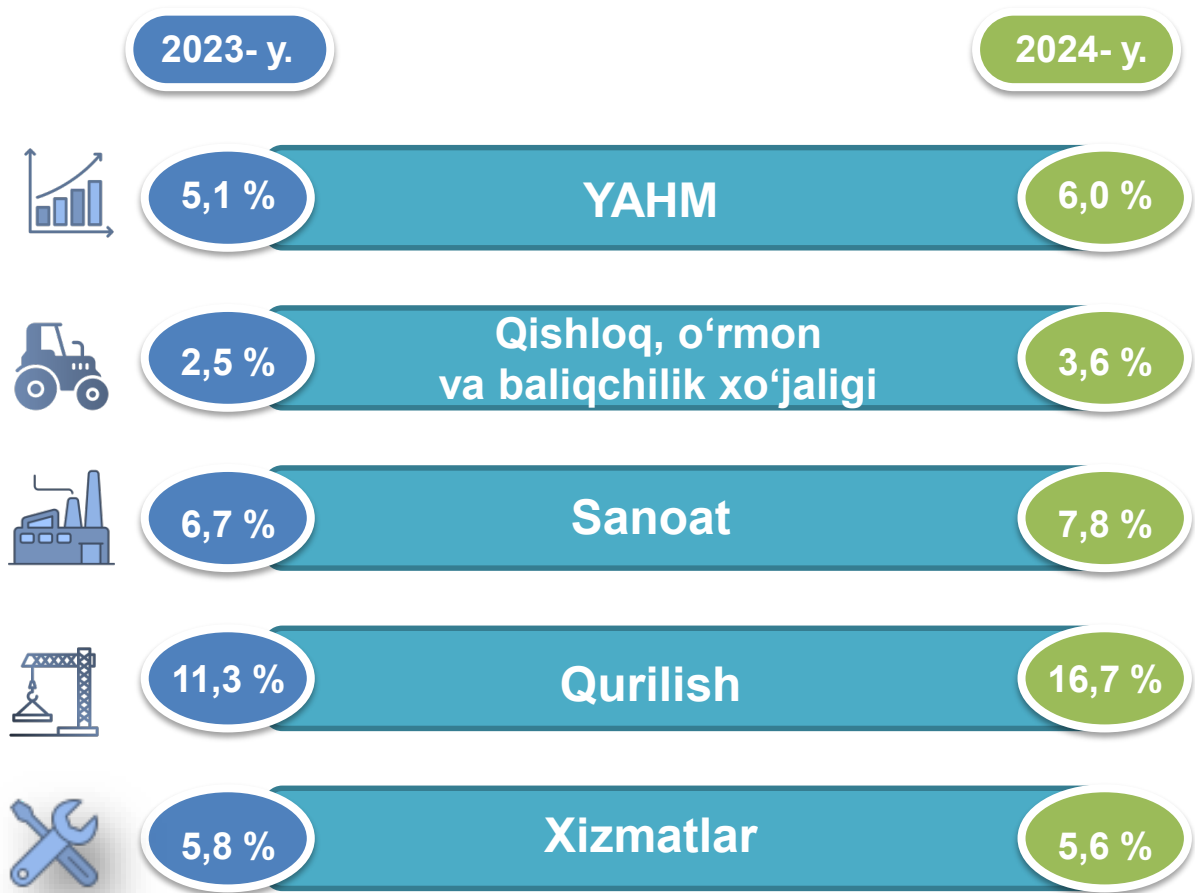 2023- y.
2024- y.
5,1 %
YAHM
6,0 %
2,5 %
Qishloq, o‘rmon
va baliqchilik xo‘jaligi
3,6 %
6,7 %
Sanoat
7,8 %
11,3 %
Qurilish
16,7 %
5,8 %
Xizmatlar
5,6 %